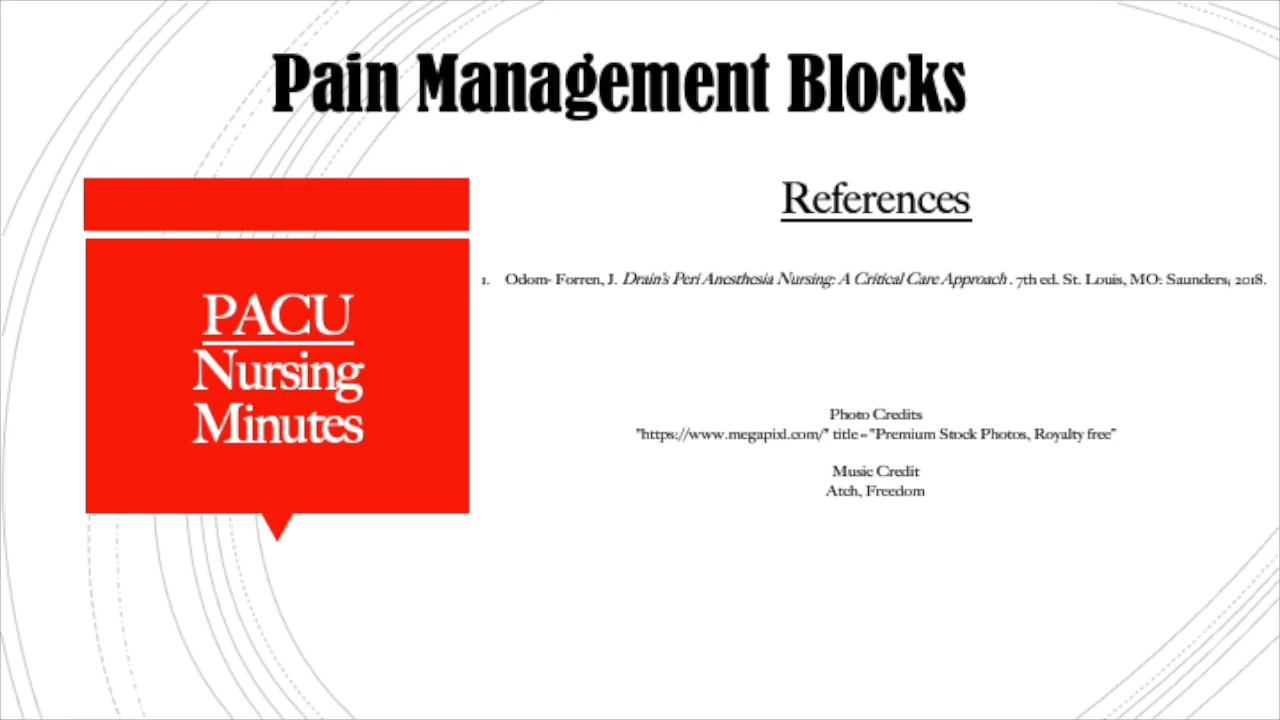 Pain Management Blocks
PACU
Nursing
Minutes
References
1. Odom- Forren, J. Drain's Peri Anesthesia Nursing: A Critical Care Approach . 7th ed. St. Louis, MO: Saunders; 2018.
Photo Credits
"https://www.megapixl.com/" title="Premium Stock Photos, Royalty free"
Music Credit
Atch, Freedom